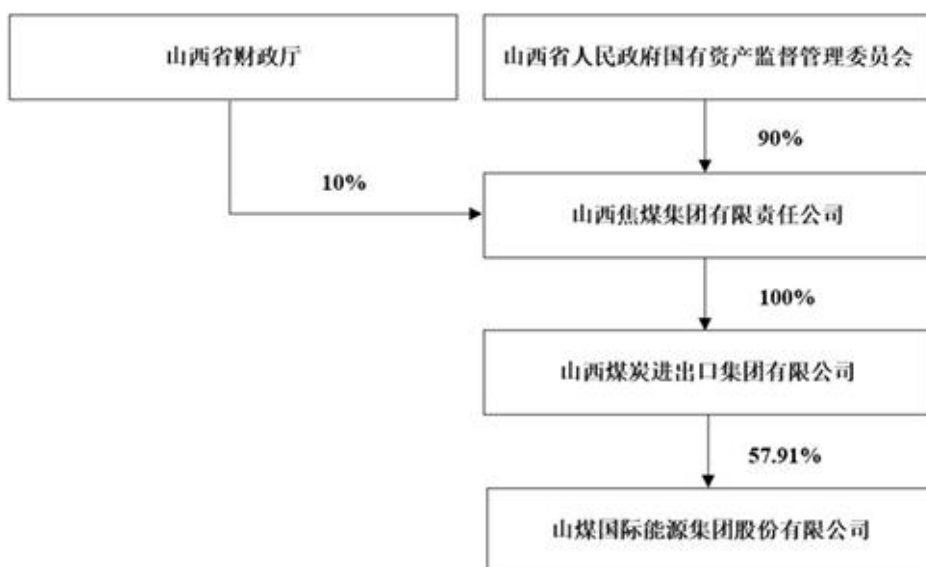 山西省财政厅
山西省人民政府国有资产监督管理委员会
90%
10%
山西焦煤集团有限责任公司
100%
山西煤炭进出口集团有限公司
57.91%
山煤国际能源集团股份有限公司